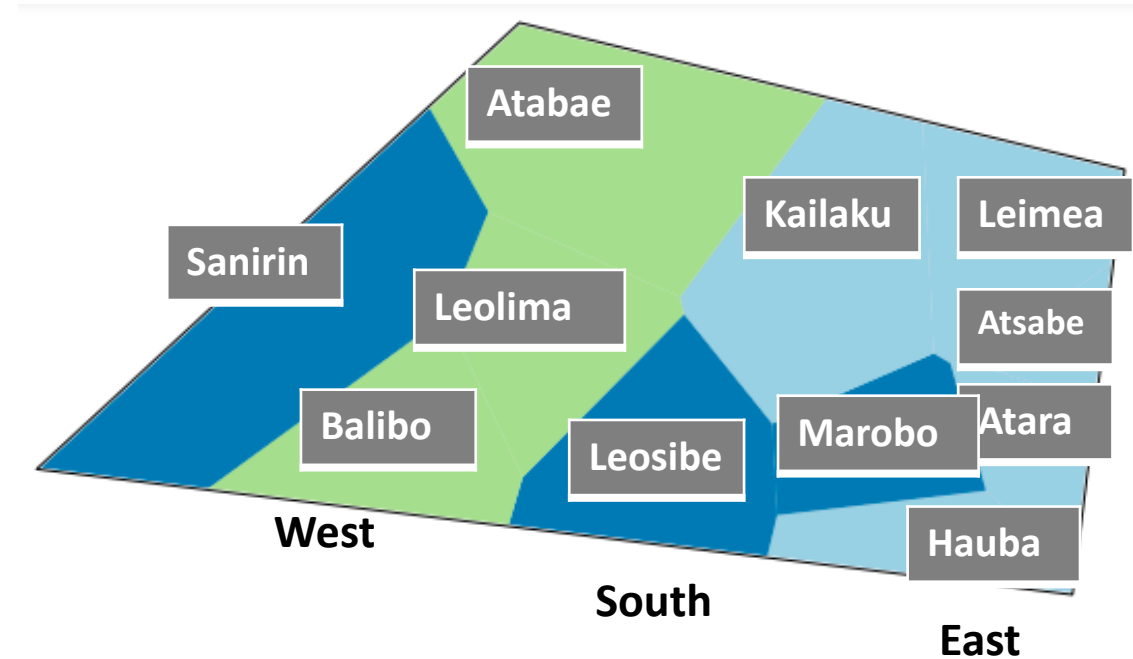 Atabae
Kailaku
Leimea
Sanirin
Leolima
Atsabe
Balibo
Leosibe
Marobo
Atara
Hauba
West
South
East